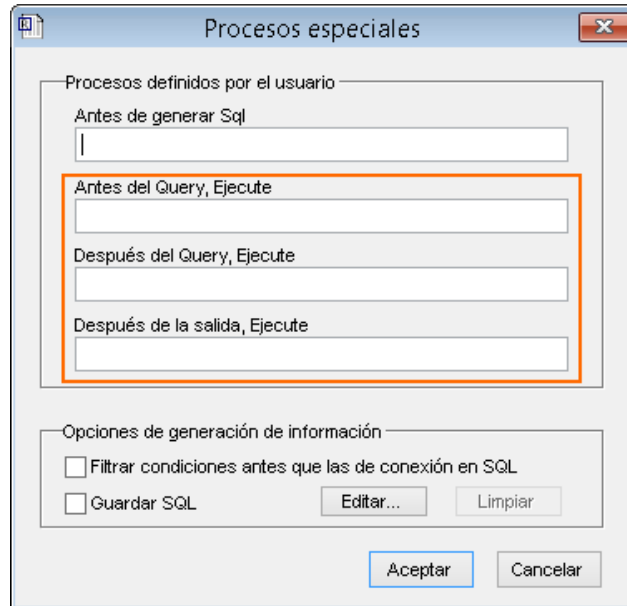 Procesos especiales
Procesos definidos por el usuario
Antes de generar Sql
Antes del Query, Ejecute
Después del Query, Ejecute
Después de la salida, Ejecute
Opciones de generación de información
Filtrar condiciones antes que las de conexión en SQL
Guardar SQL Editar... Limpiar
Aceptar Cancelar